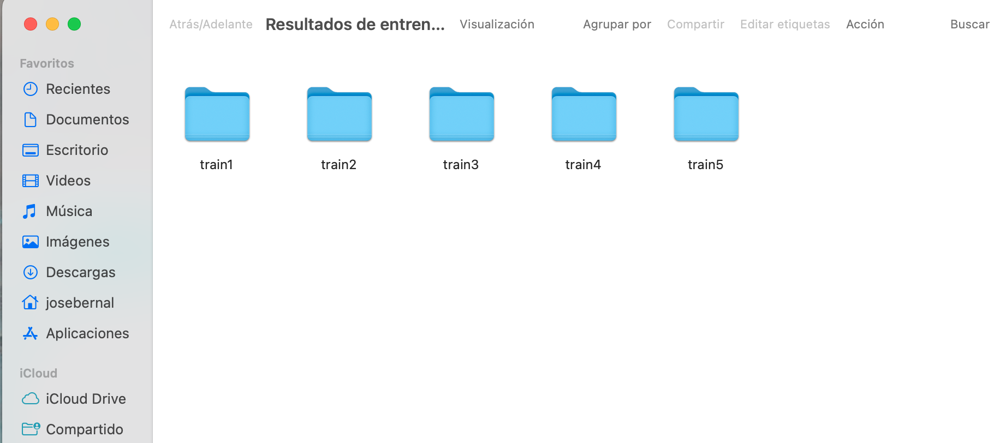 Atrás/Adelante Resultados de entren... Visualización Agrupar por Compartir Editar etiquetas Acción Buscar
Favoritos
Recientes
Documentos
Escritorio
Videos
Música
Imágenes
Descargas
josebernal
Aplicaciones
iCloud
iCloud Drive
Compartido
train1 train2 train3 train4 train5